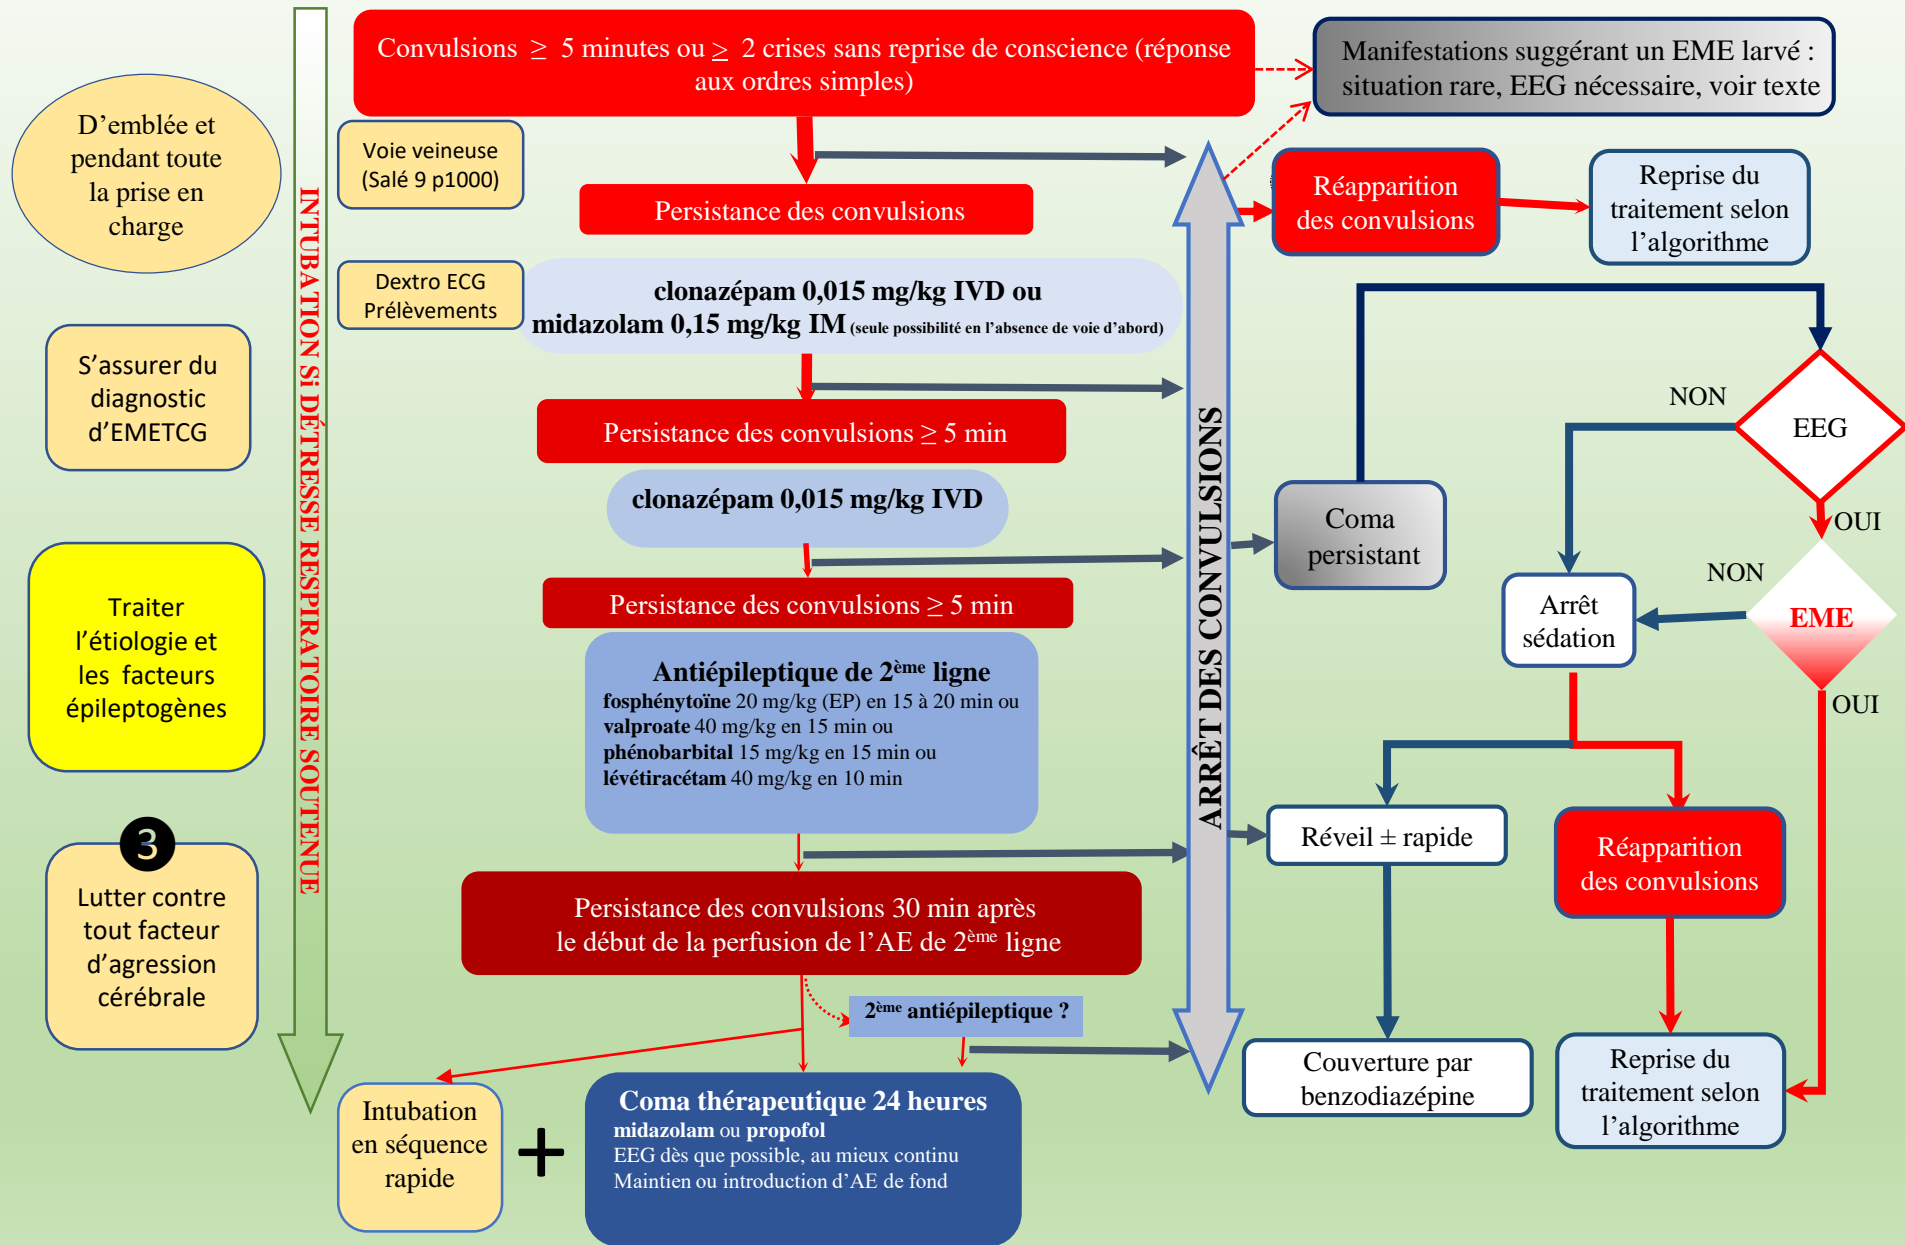 Convulsions ≥ 5 minutes ou ≥ 2 crises sans reprise de conscience (réponse
aux ordres simples)
Manifestations suggérant un EME larvé :
situation rare, EEG nécessaire, voir texte
D’emblée et
pendant toute
la prise en
charge
Voie veineuse
(Salé 9 p1000)
Persistance des convulsions
Réapparition
des convulsions
Reprise du
traitement selon
l’algorithme
INTUBATION Si DÉTRESSE RESPIRATOIRE SOUTENUE
Dextro ECG
Prélèvements
clonazépam 0,015 mg/kg IVD ou
midazolam 0,15 mg/kg IM (seule possibilité en l’absence de voie d’abord)
S’assurer du
diagnostic
d’EMETCG
Persistance des convulsions ≥ 5 min
ARRÊT DES CONVULSIONS
NON
EEG
OUI
clonazépam 0,015 mg/kg IVD
Coma
persistant
Traiter
l’étiologie et
les facteurs
épileptogènes
Persistance des convulsions ≥ 5 min
Arrêt
sédation
NON
EME
OUI
Antiépileptique de 2ème ligne
fosphénytoïne 20 mg/kg (EP) en 15 à 20 min ou
valproate 40 mg/kg en 15 min ou
phénobarbital 15 mg/kg en 15 min ou
lévétiracétam 40 mg/kg en 10 min
3
Lutter contre
tout facteur
d’agression
cérébrale
Réveil ± rapide
Réapparition
des convulsions
Persistance des convulsions 30 min après
le début de la perfusion de l’AE de 2ème ligne
2ème antiépileptique ?
Couverture par
benzodiazépine
Reprise du
traitement selon
l’algorithme
Intubation
en séquence
rapide
+
Coma thérapeutique 24 heures
midazolam ou propofol
EEG dès que possible, au mieux continu
Maintien ou introduction d’AE de fond